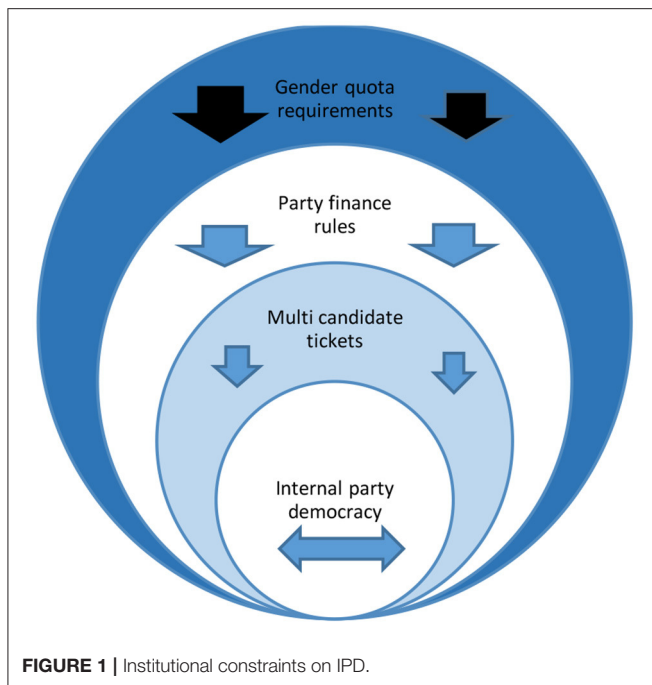 Gender quota
requirements
Party finance
rules
Multi candidate
tickets
Internal party
democracy
FIGURE 1 | Institutional constraints on IPD.